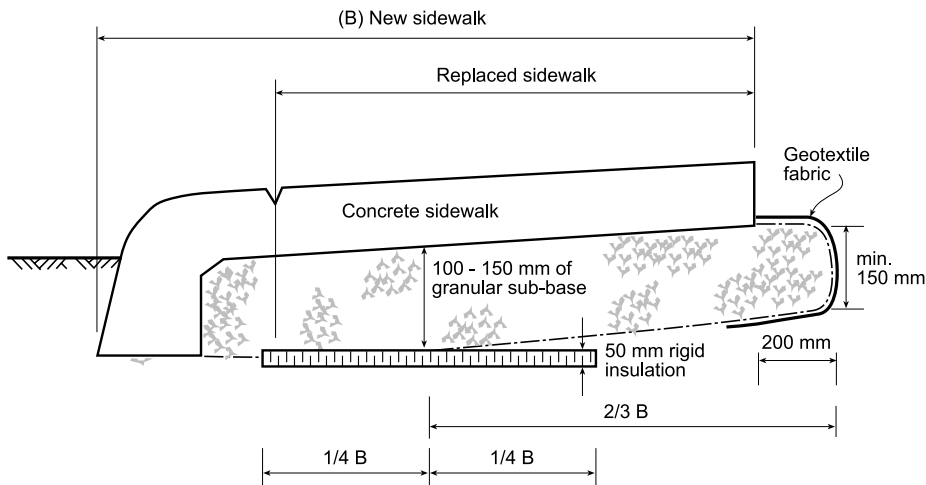 (B) New sidewalk
Replaced sidewalk
Geotextile
fabric
Concrete sidewalk
100 - 150 mm of
granular sub-base
min.
150 mm
50 mm rigid
insulation
200 mm
2/3 B
1/4 B
1/4 B